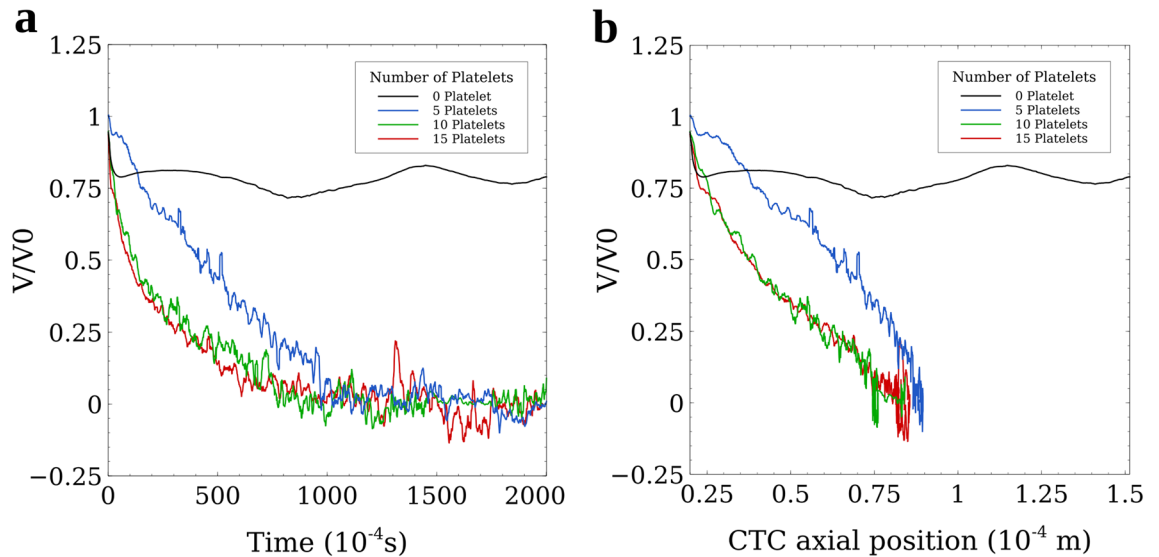 a
1.25
1
0.75
0.5
0.25
0
−0.25
V/V0
Number of Platelets
0 Platelet
5 Platelets
10 Platelets
15 Platelets
0 500 1000 1500 2000
Time (10⁻⁴s)
b
1.25
1
0.75
0.5
0.25
0
−0.25
V/V0
Number of Platelets
0 Platelet
5 Platelets
10 Platelets
15 Platelets
0.25 0.5 0.75 1 1.25 1.5
CTC axial position (10⁻⁴ m)